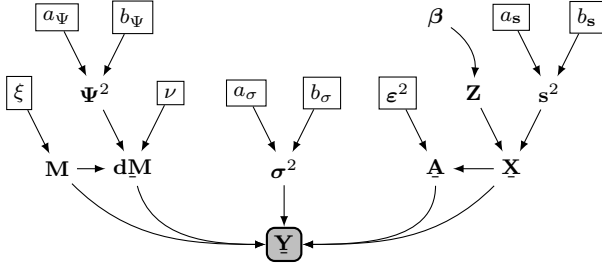 a_Ψ b_Ψ β a_s b_s
ξ Ψ² ν a_σ b_σ ε² Z s²
M dM̱ σ² A̱ X̱
Y̱